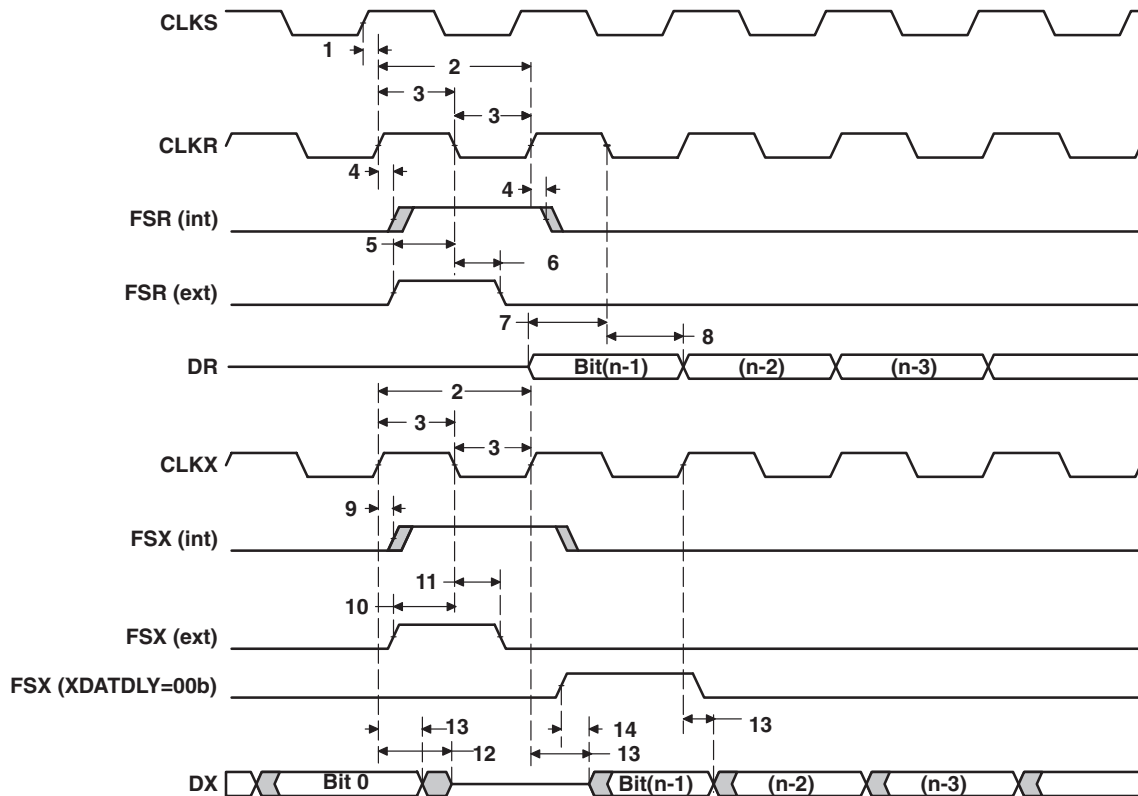 CLKS
1
2
3
3
CLKR
4
4
FSR (int)
5
6
FSR (ext)
7
8
DR Bit(n-1) (n-2) (n-3)
2
3
3
CLKX
9
FSX (int)
11
10
FSX (ext)
FSX (XDATDLY=00b)
13 14 13
12 13
DX Bit 0 Bit(n-1) (n-2) (n-3)